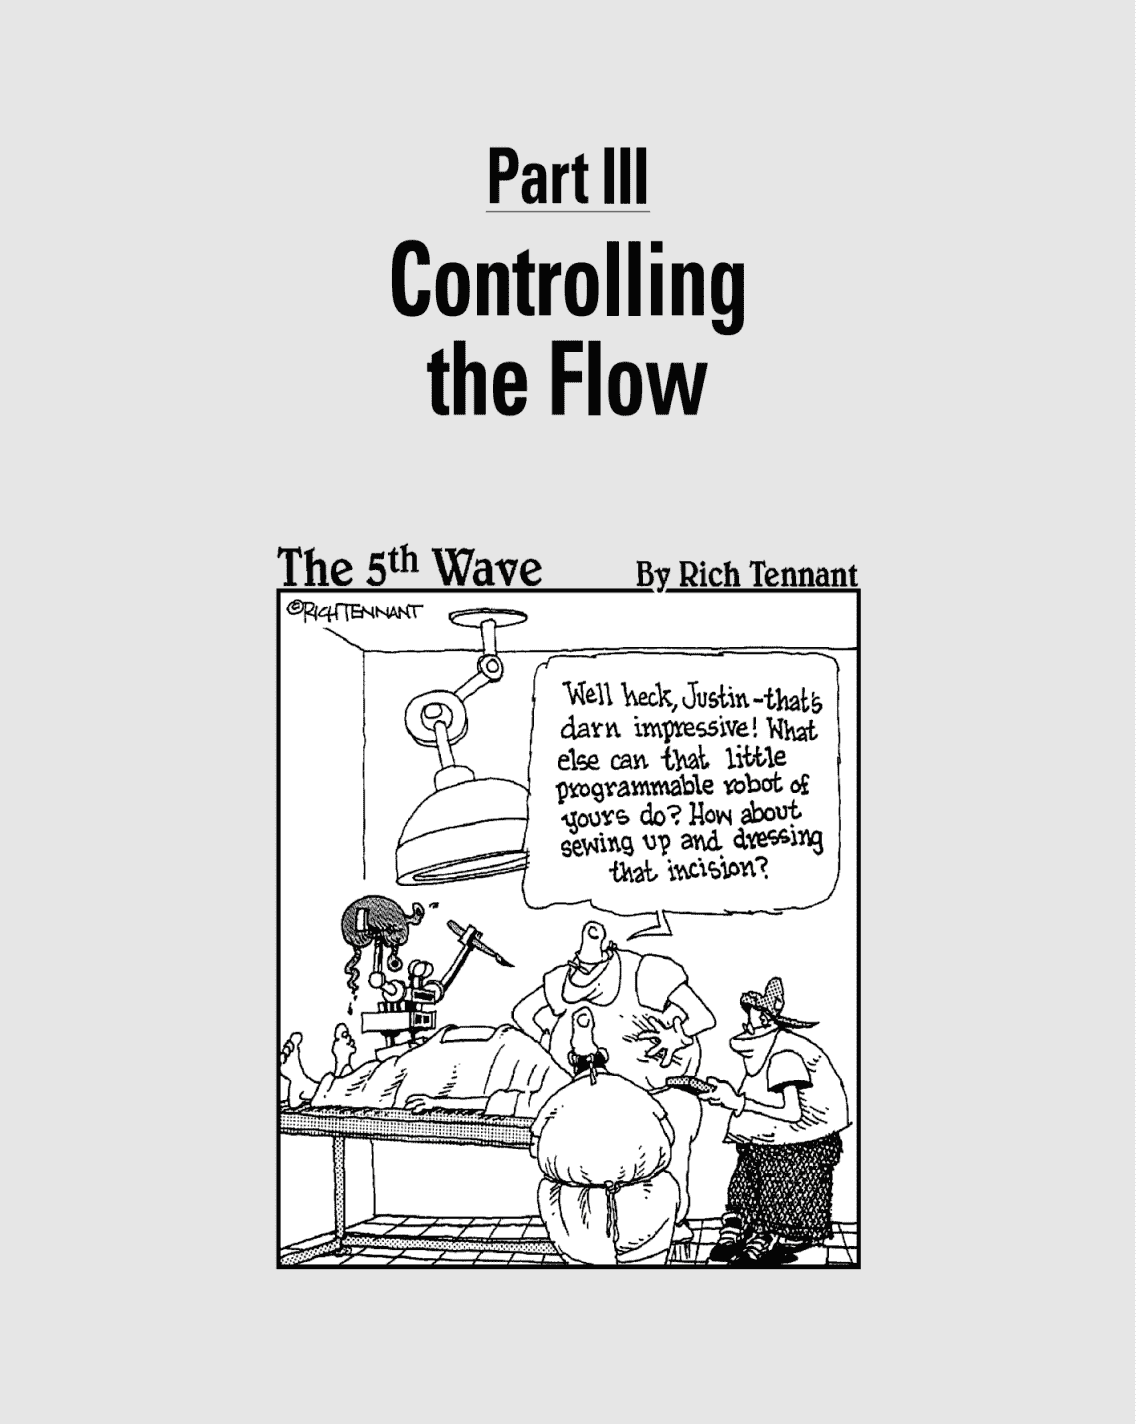 Part III
Controlling
the Flow
The 5th Wave
By Rich Tennant
©RICHTENNANT
Well heck, Justin-that's
darn impressive! What
else can that little
programmable robot of
yours do? How about
sewing up and dressing
that incision?